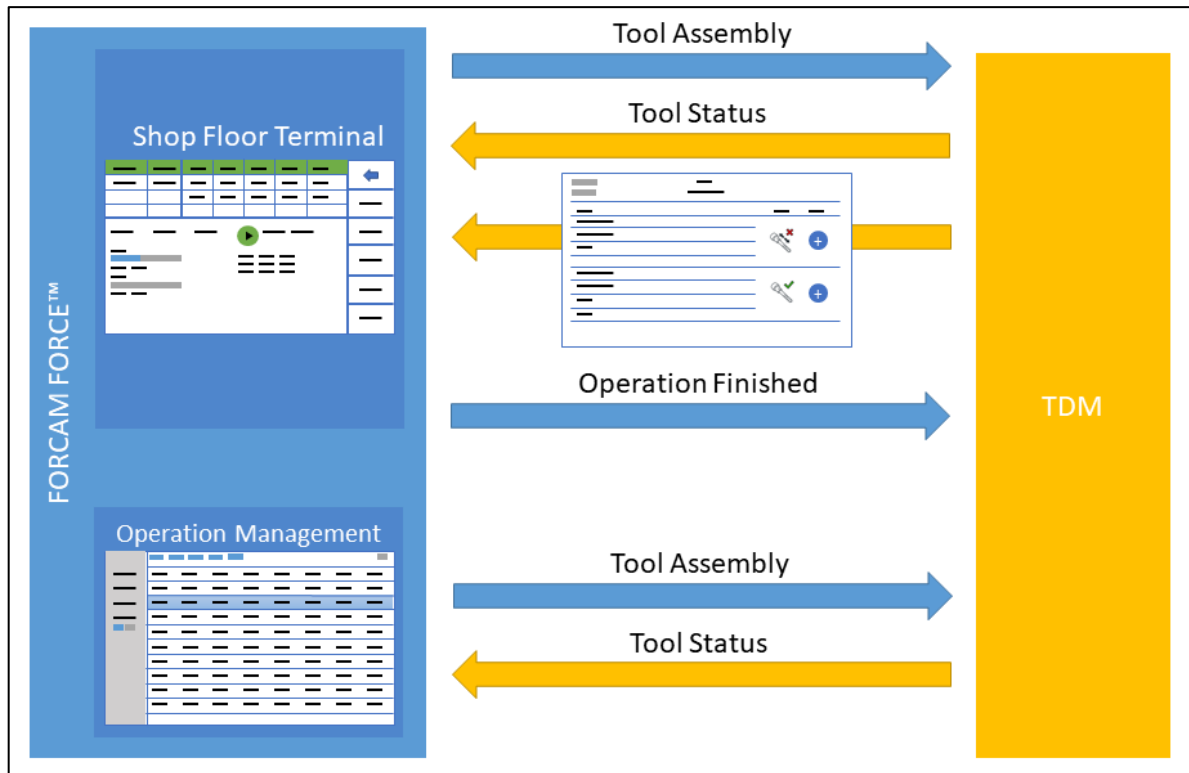 FORCAM FORCE™
Shop Floor Terminal
Tool Assembly
Tool Status
Operation Finished
TDM
Operation Management
Tool Assembly
Tool Status